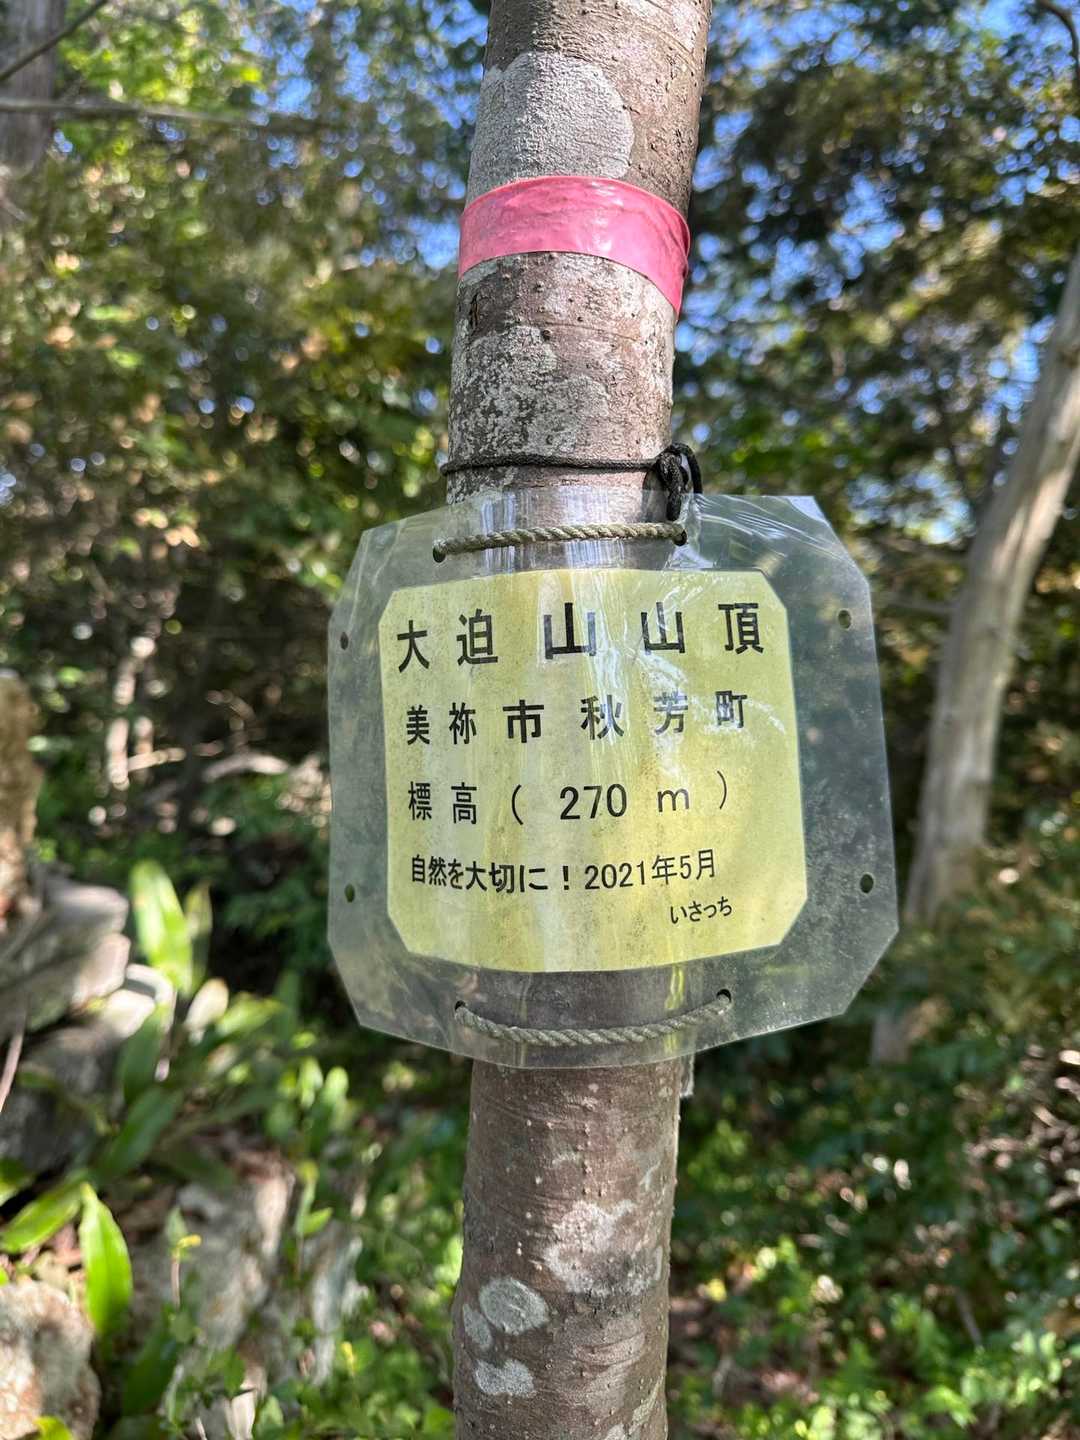 大迫山山頂
美祢市秋芳町
標高(270m)
自然を大切に!2021年5月
いさっち